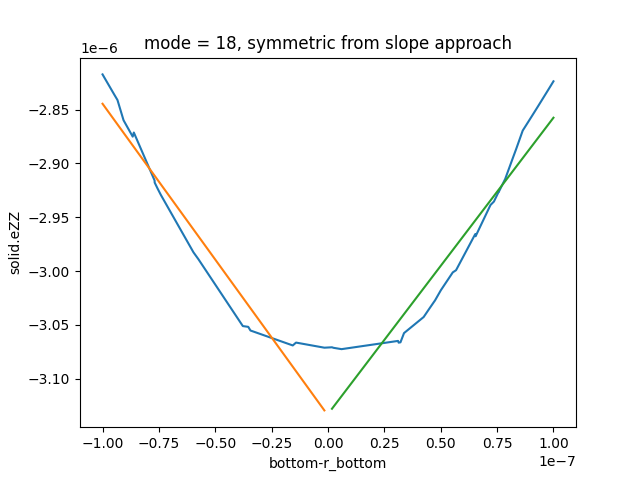 mode = 18, symmetric from slope approach
1e−6
−2.85
−2.90
−2.95
−3.00
−3.05
−3.10
solid.eZZ
−1.00 −0.75 −0.50 −0.25 0.00 0.25 0.50 0.75 1.00
bottom-r_bottom
1e−7